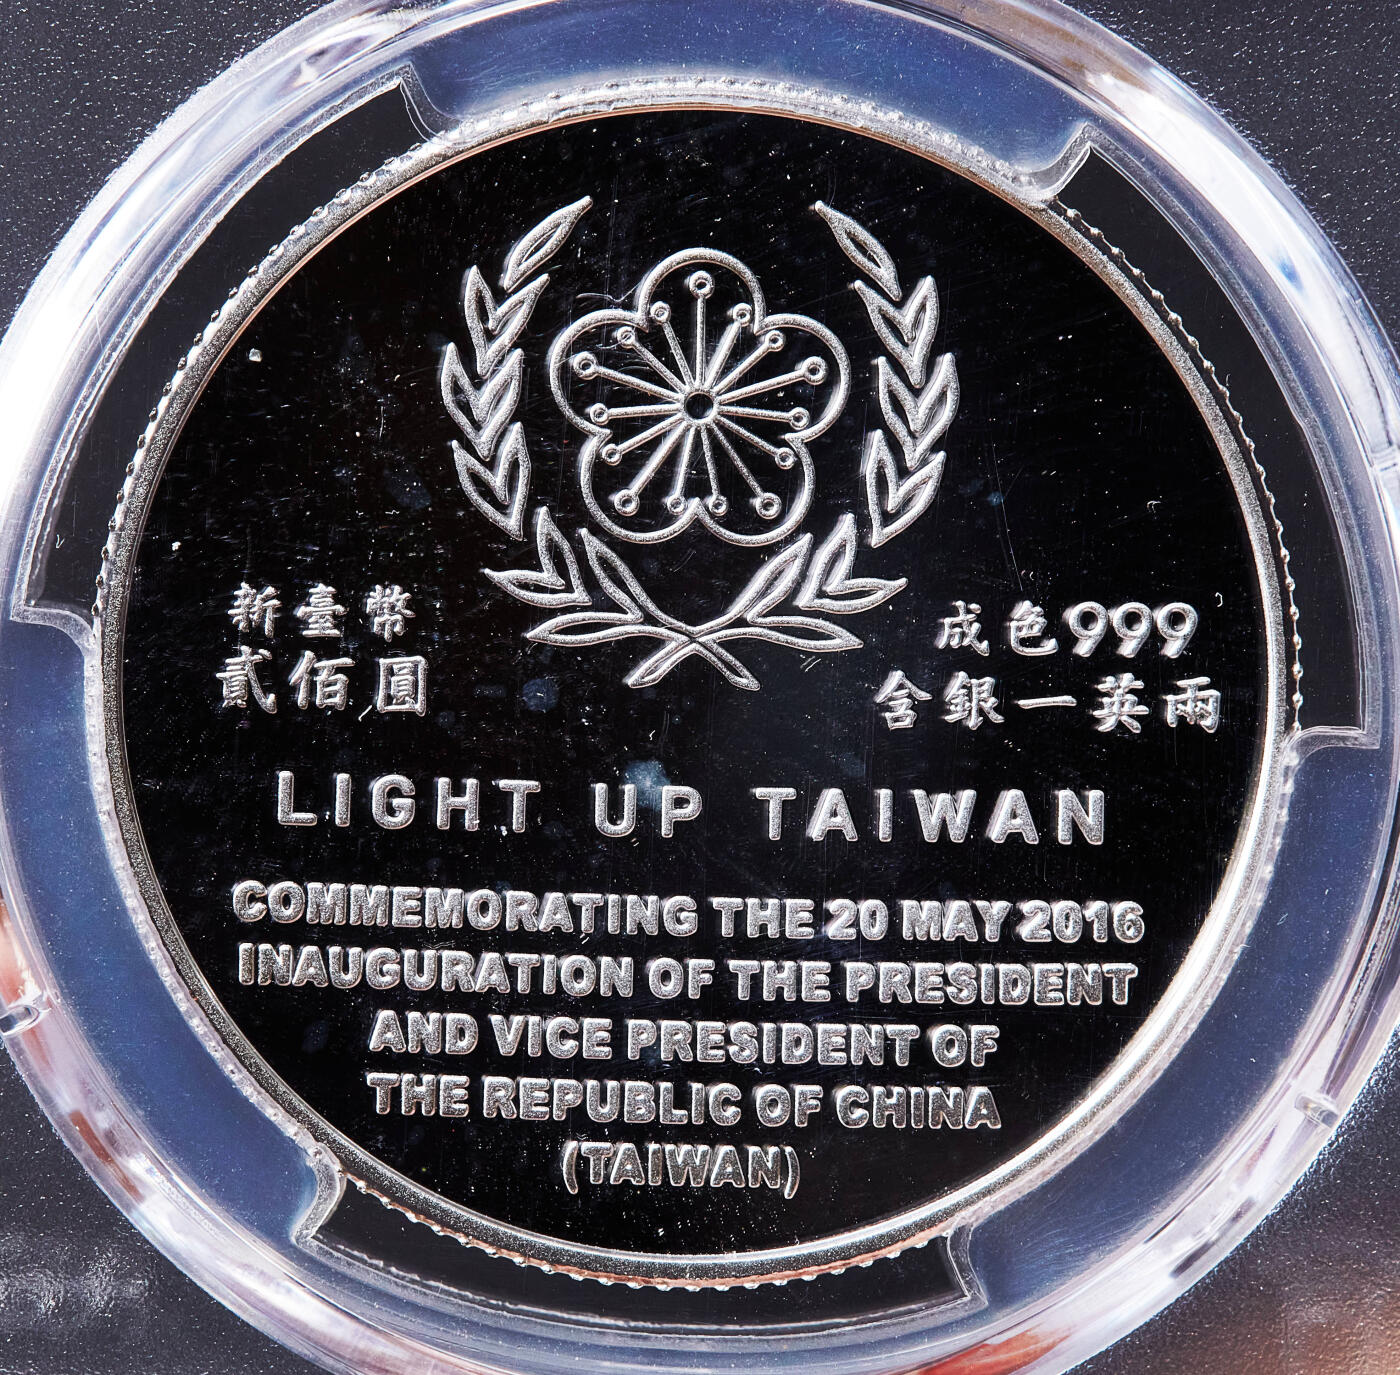 新臺幣
貳佰圓
成色999
含銀一英兩
LIGHT UP TAIWAN
COMMEMORATING THE 20 MAY 2016
INAUGURATION OF THE PRESIDENT
AND VICE PRESIDENT OF
THE REPUBLIC OF CHINA
(TAIWAN)